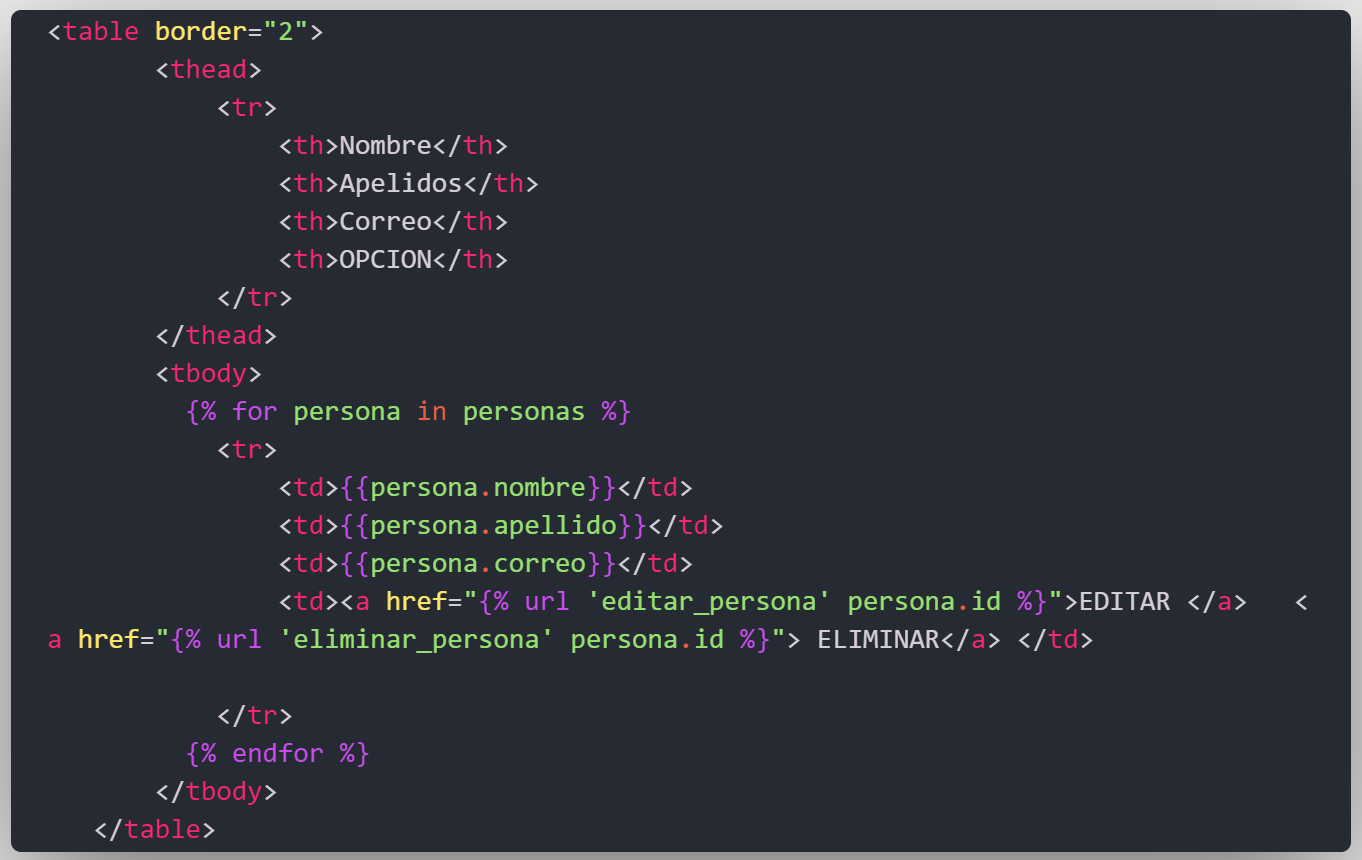 <table border="2">
<thead>
<tr>
<th>Nombre</th>
<th>Apelidos</th>
<th>Correo</th>
<th>OPCION</th>
</tr>
</thead>
<tbody>
{% for persona in personas %}
<tr>
<td>{{persona.nombre}}</td>
<td>{{persona.apellido}}</td>
<td>{{persona.correo}}</td>
<td><a href="{% url 'editar_persona' persona.id %}">EDITAR </a>   <
a href="{% url 'eliminar_persona' persona.id %}"> ELIMINAR</a> </td>
</tr>
{% endfor %}
</tbody>
</table>